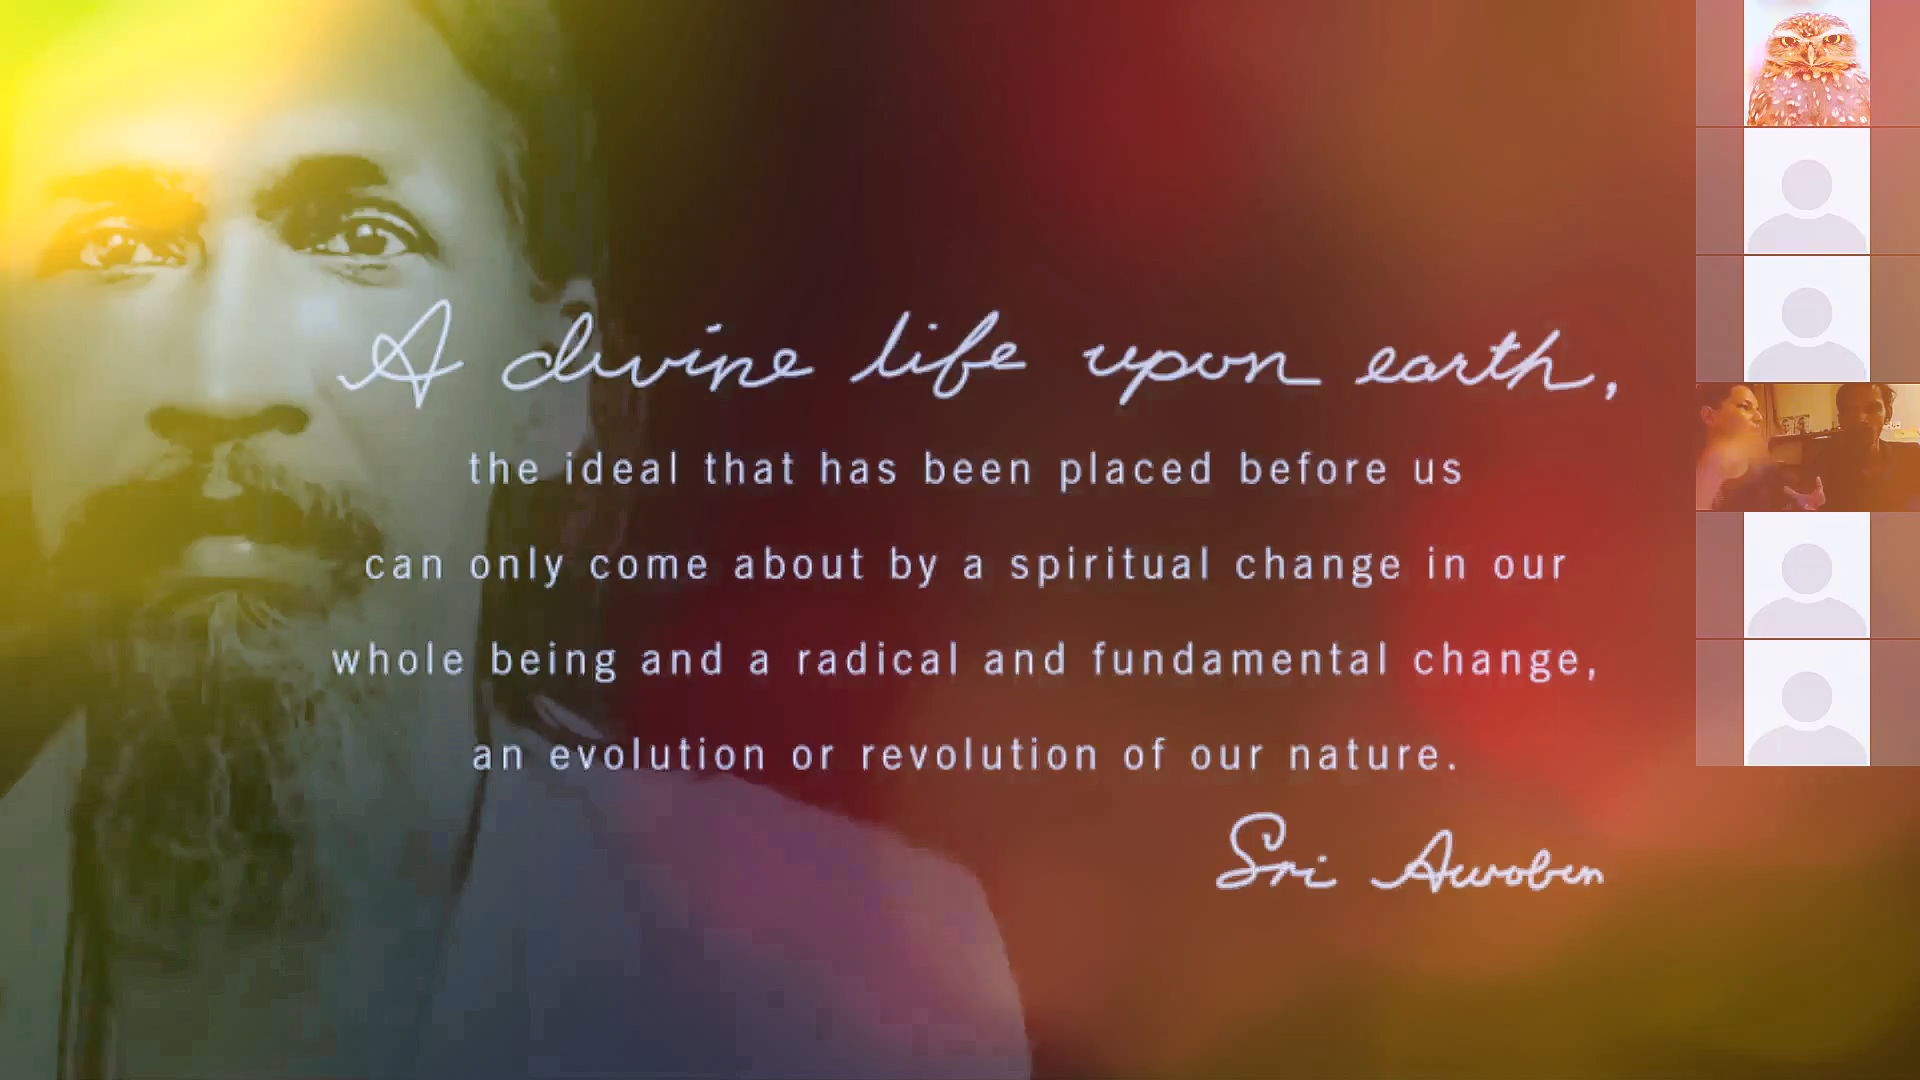 A divine life upon earth,
the ideal that has been placed before us
can only come about by a spiritual change in our
whole being and a radical and fundamental change,
an evolution or revolution of our nature.
Sri Aurobin